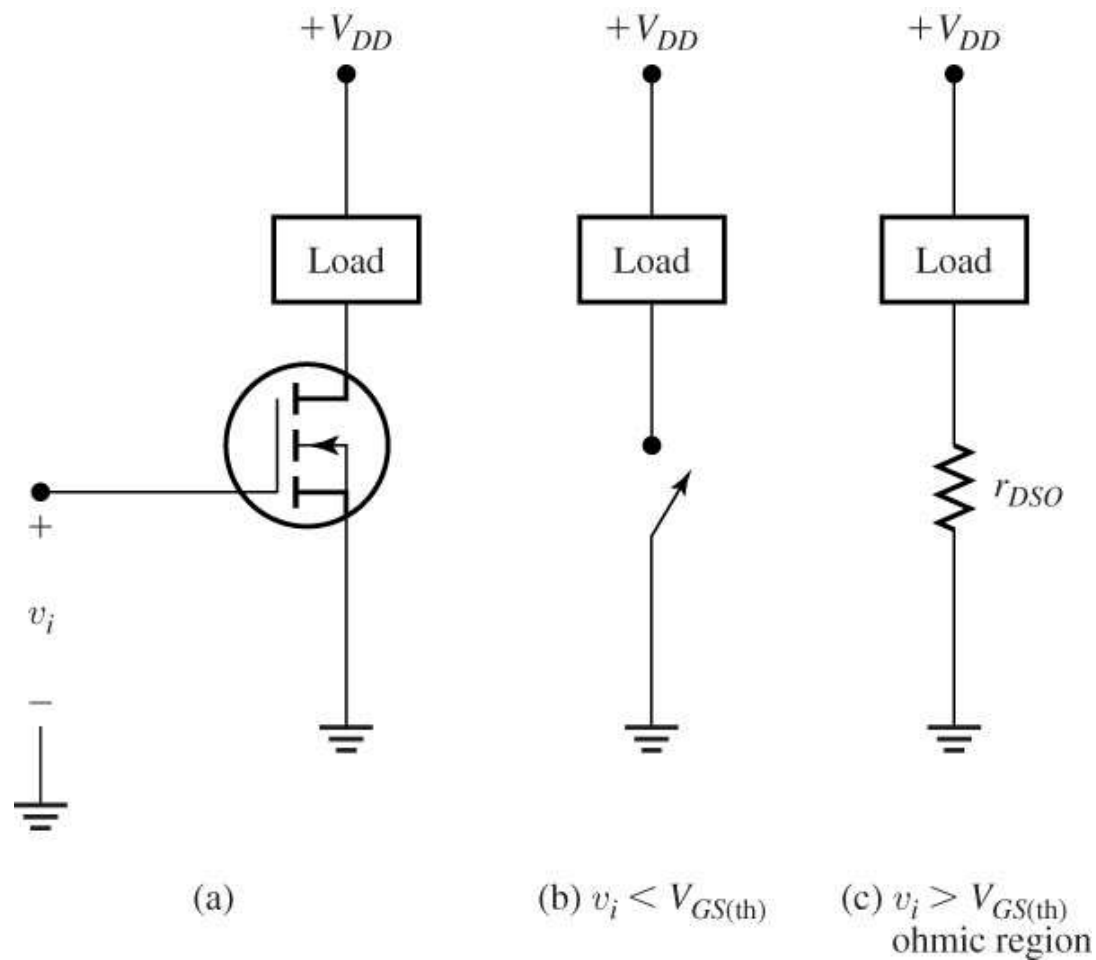 +V_DD +V_DD +V_DD
Load Load Load
r_DSO
+
v_i
−
(a) (b) v_i < V_GS(th) (c) v_i > V_GS(th)
ohmic region